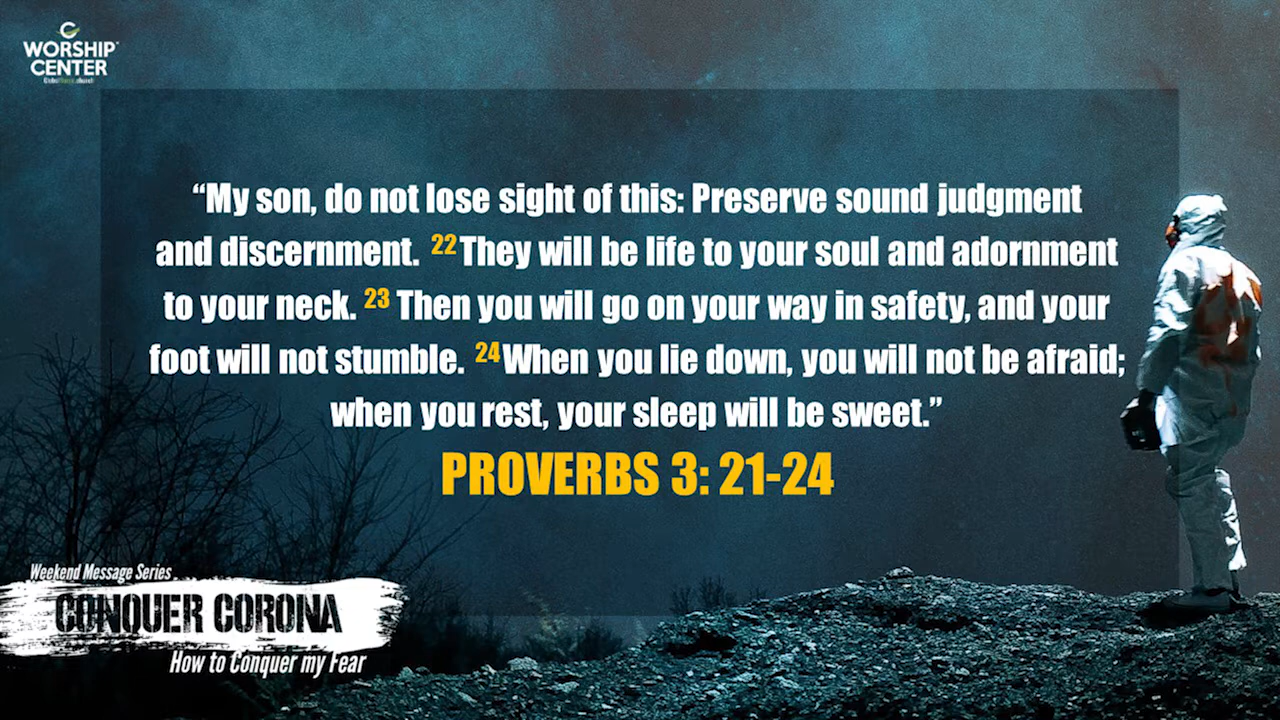 WORSHIP
CENTER
“My son, do not lose sight of this: Preserve sound judgment
and discernment. 22 They will be life to your soul and adornment
to your neck. 23 Then you will go on your way in safety, and your
foot will not stumble. 24 When you lie down, you will not be afraid;
when you rest, your sleep will be sweet.”
PROVERBS 3: 21-24
Weekend Message Series
CONQUER CORONA
How to Conquer my Fear